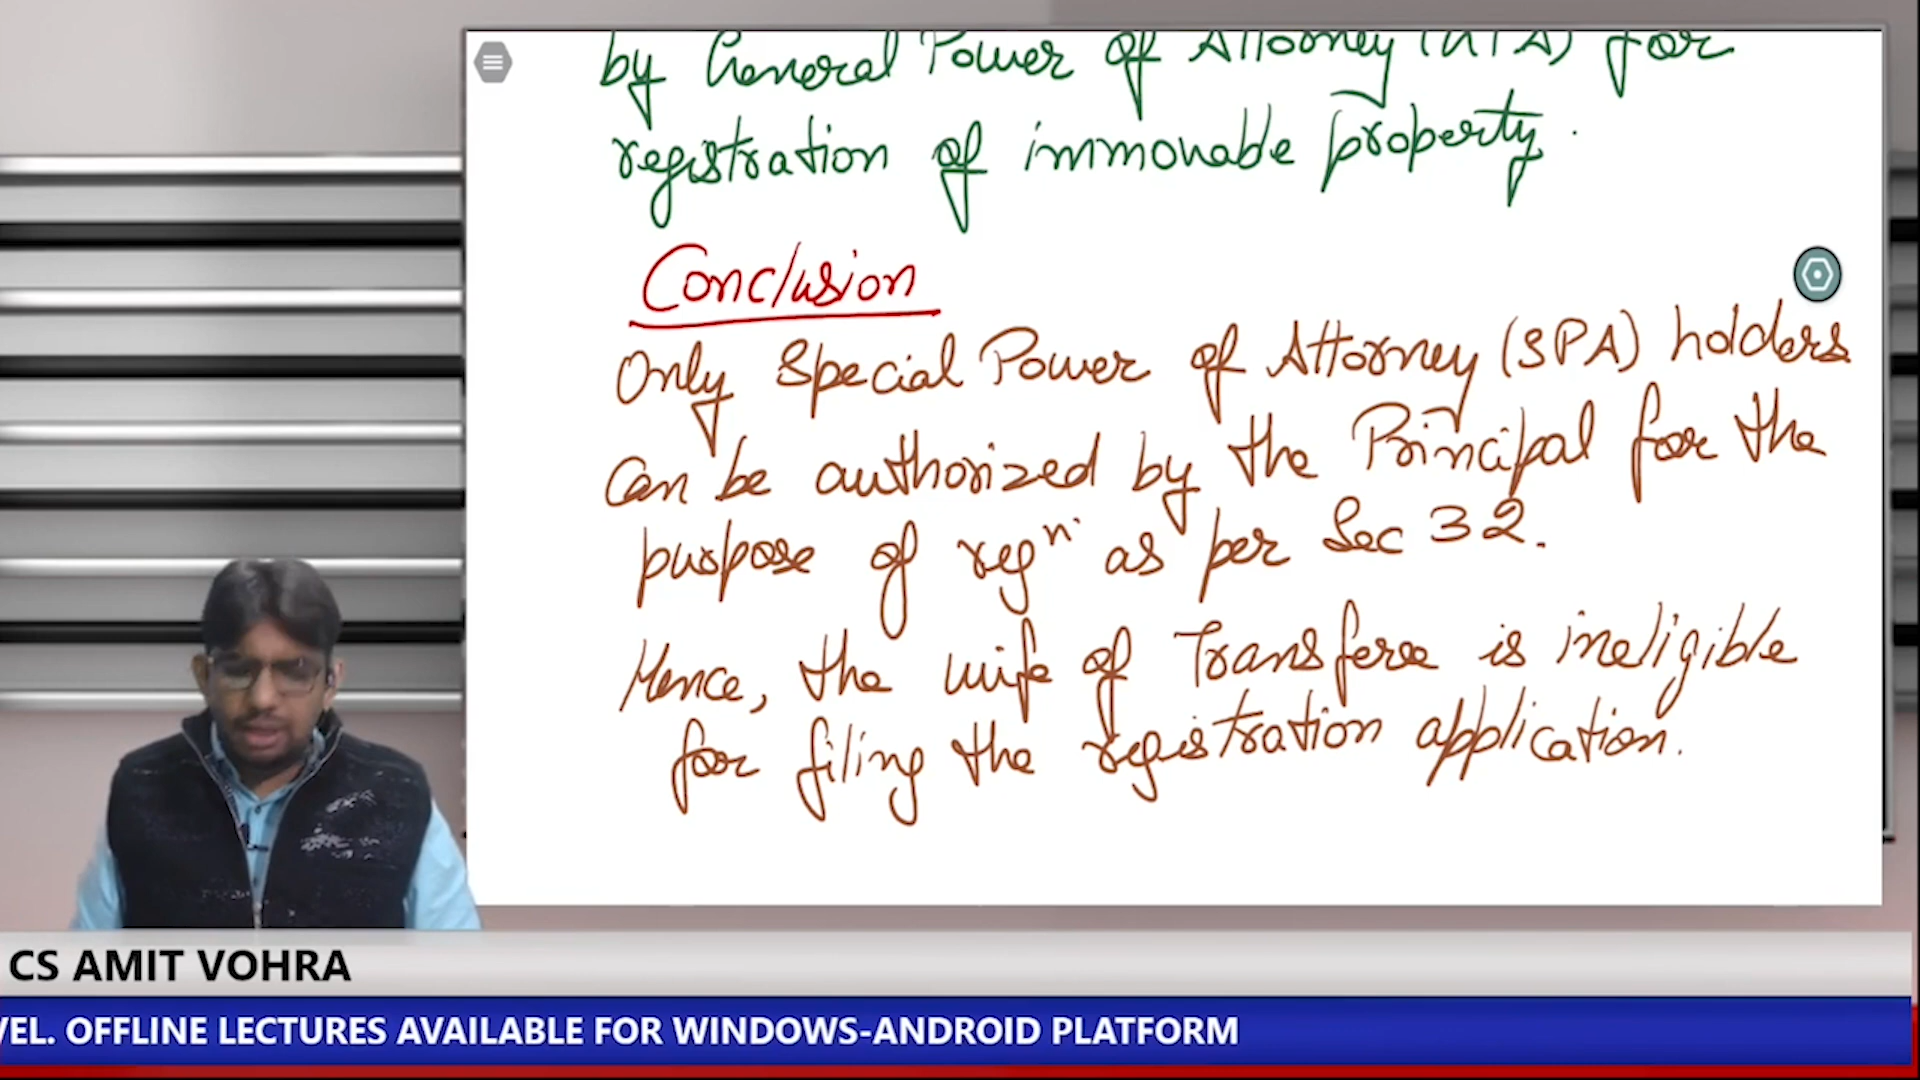 by General Power of Attorney (GPA) for
registration of immovable property.
Conclusion
Only Special Power of Attorney (SPA) holders
can be authorized by the Principal for the
purpose of regn. as per Sec 32.
Hence, the wife of Transferee is ineligible
for filing the registration application.
CS AMIT VOHRA
VEL. OFFLINE LECTURES AVAILABLE FOR WINDOWS-ANDROID PLATFORM